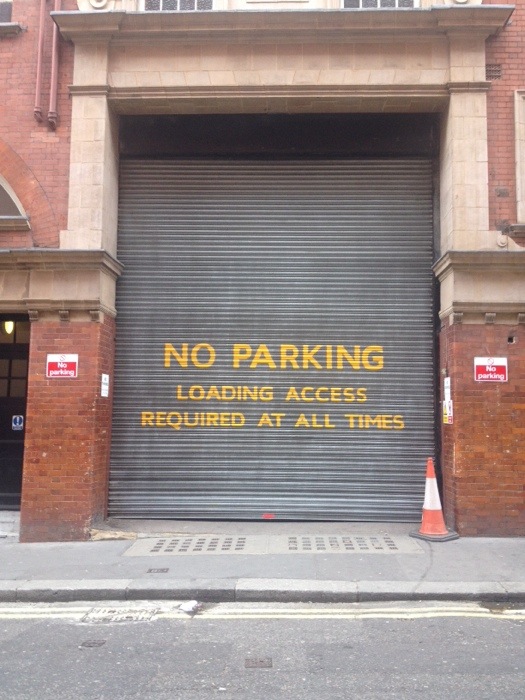 NO PARKING
LOADING ACCESS
REQUIRED AT ALL TIMES
No
parking
No
parking